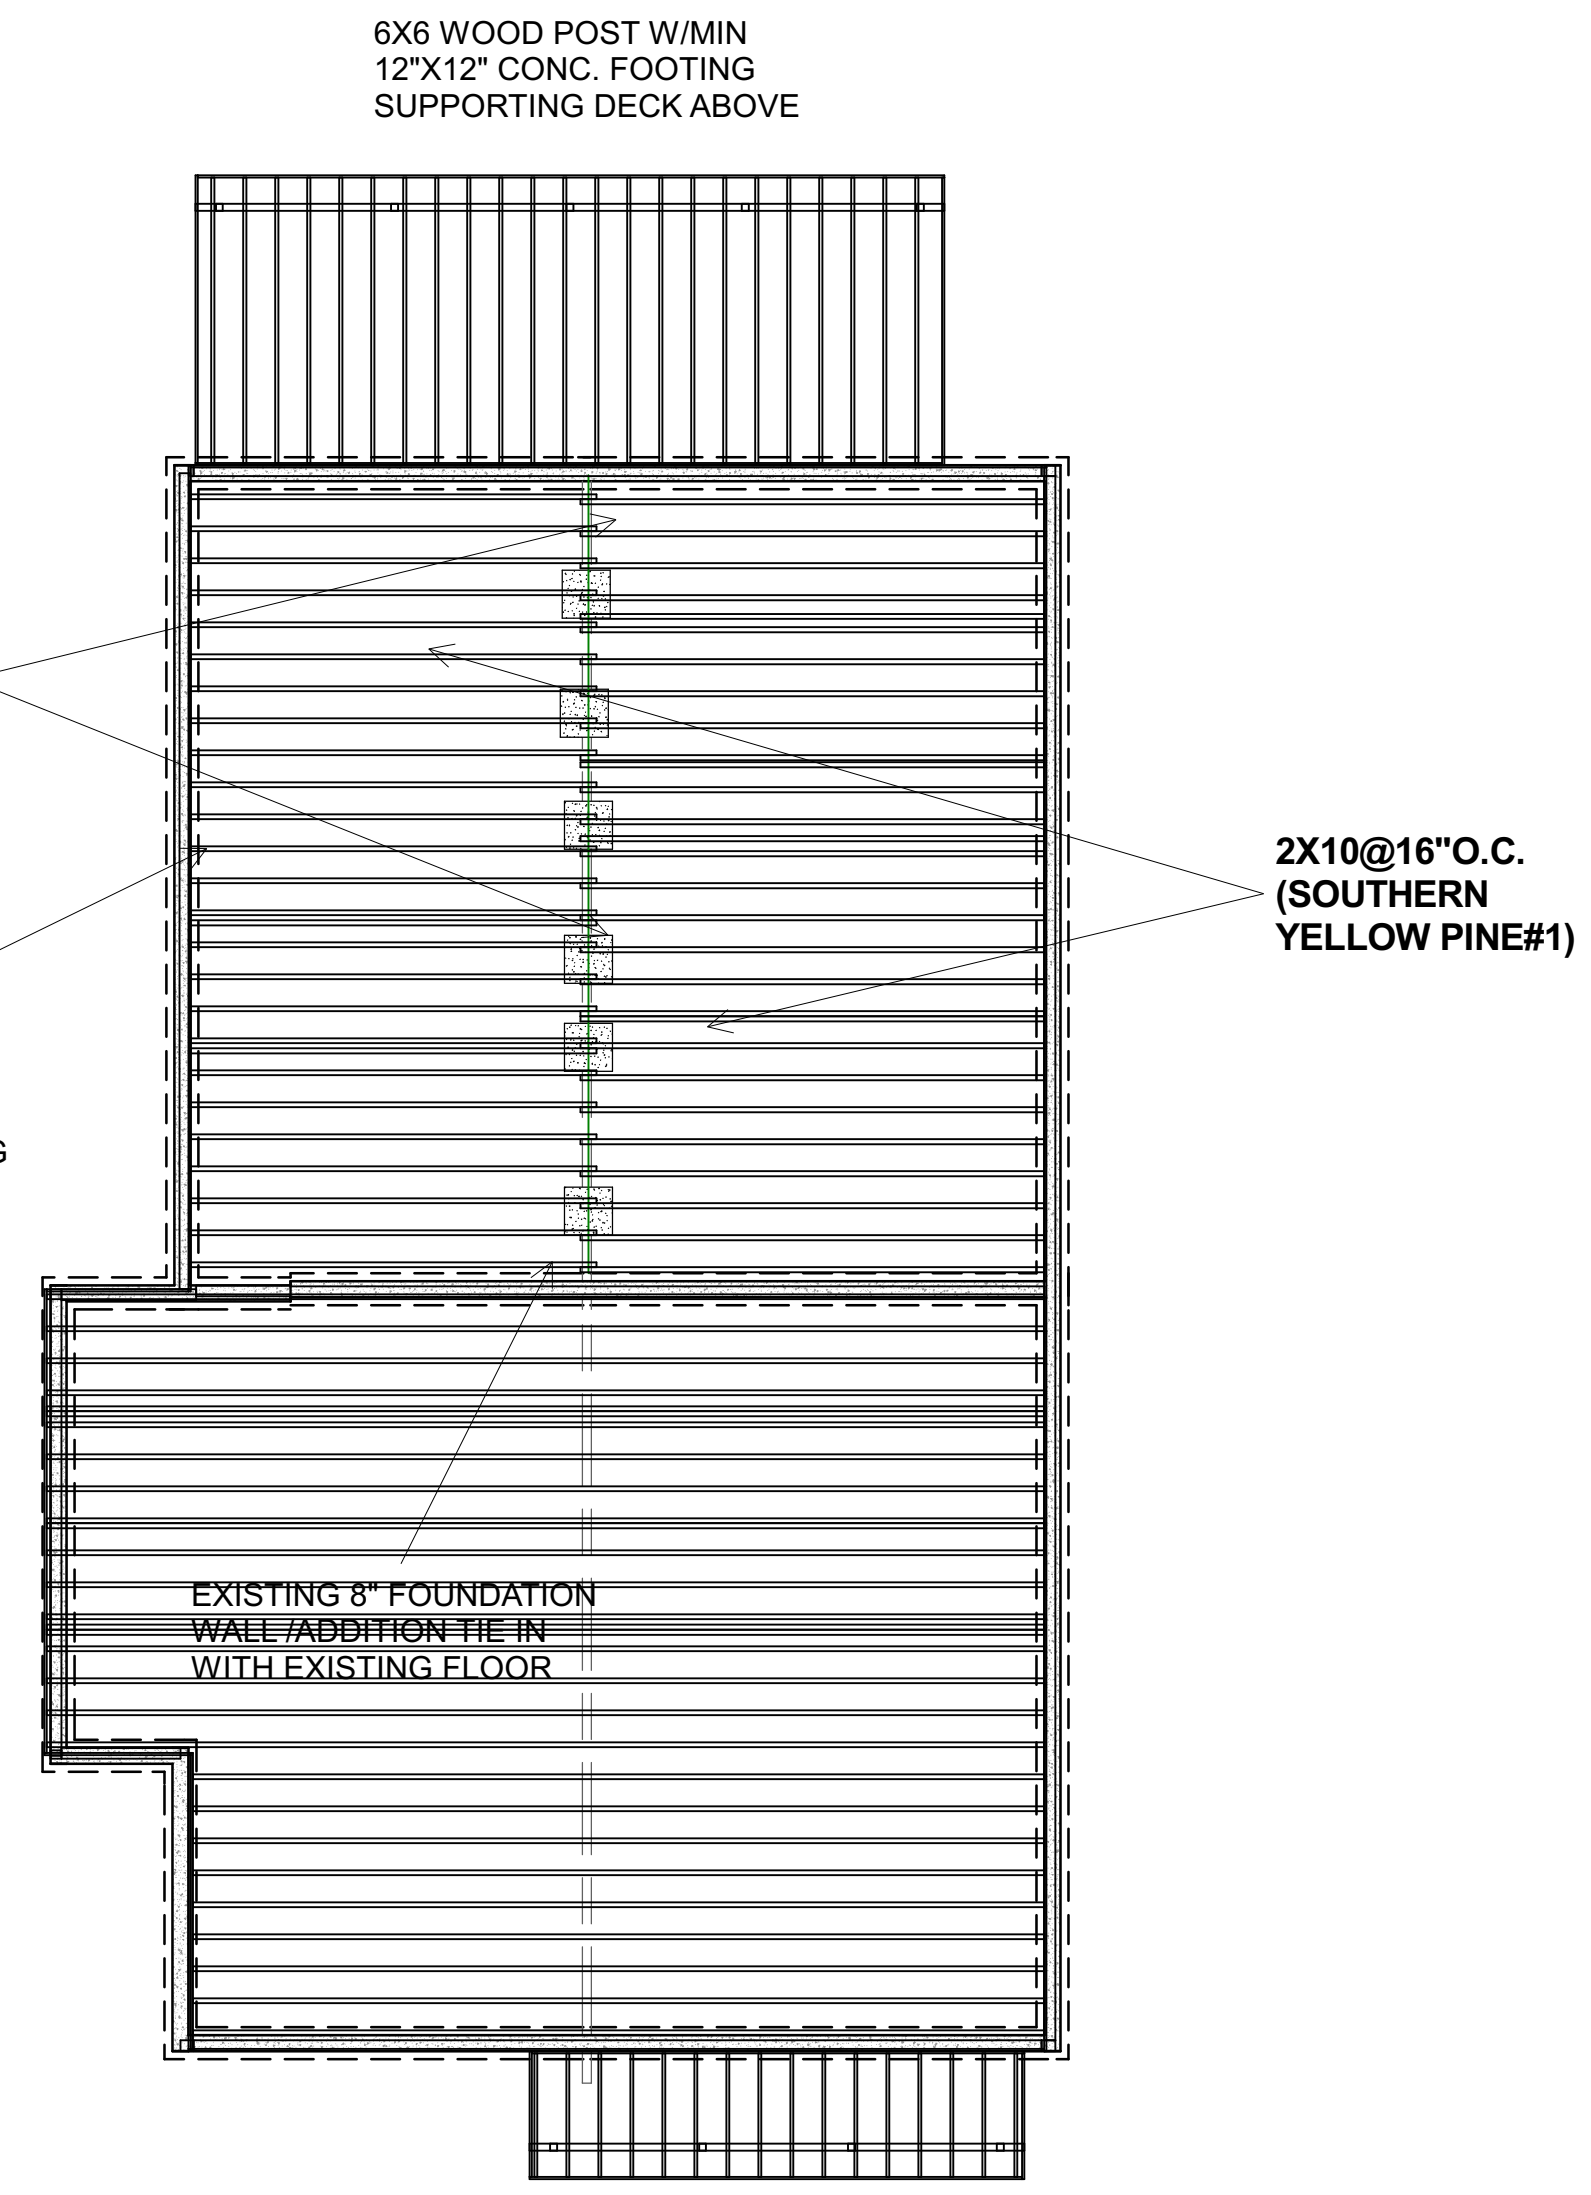 6X6 WOOD POST W/MIN
12"X12" CONC. FOOTING
SUPPORTING DECK ABOVE
2X10@16"O.C.
(SOUTHERN
YELLOW PINE#1)
G
EXISTING 8" FOUNDATION
WALL /ADDITION TIE IN
WITH EXISTING FLOOR